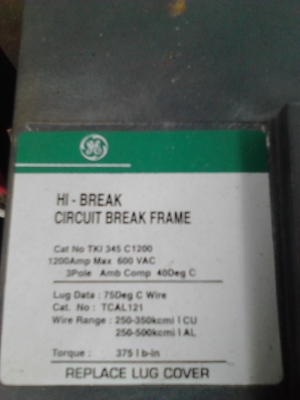 GE
HI - BREAK
CIRCUIT BREAK FRAME
Cat No TKI 345 C1200
1200Amp Max 600 VAC
3Pole Amb Comp 40Deg C
Lug Data : 75Deg C Wire
Cat. No : TCAL121
Wire Range : 250-350kcmi l CU
250-500kcmi l AL
Torque : 375 l b-in
REPLACE LUG COVER